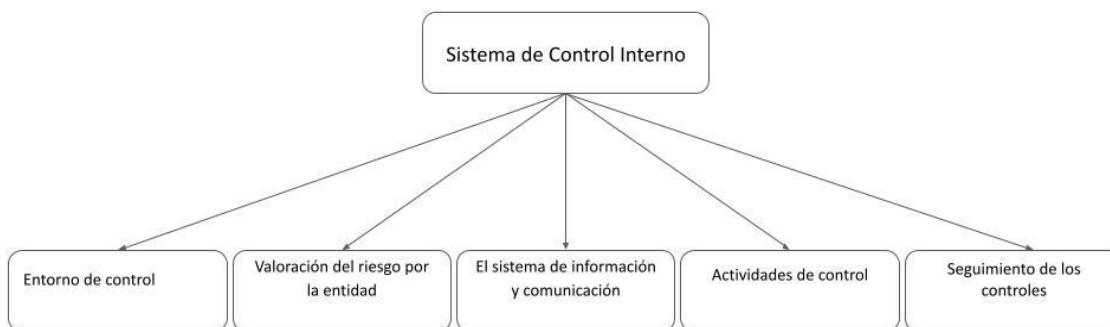 Sistema de Control Interno
Entorno de control
Valoración del riesgo por
la entidad
El sistema de información
y comunicación
Actividades de control
Seguimiento de los
controles